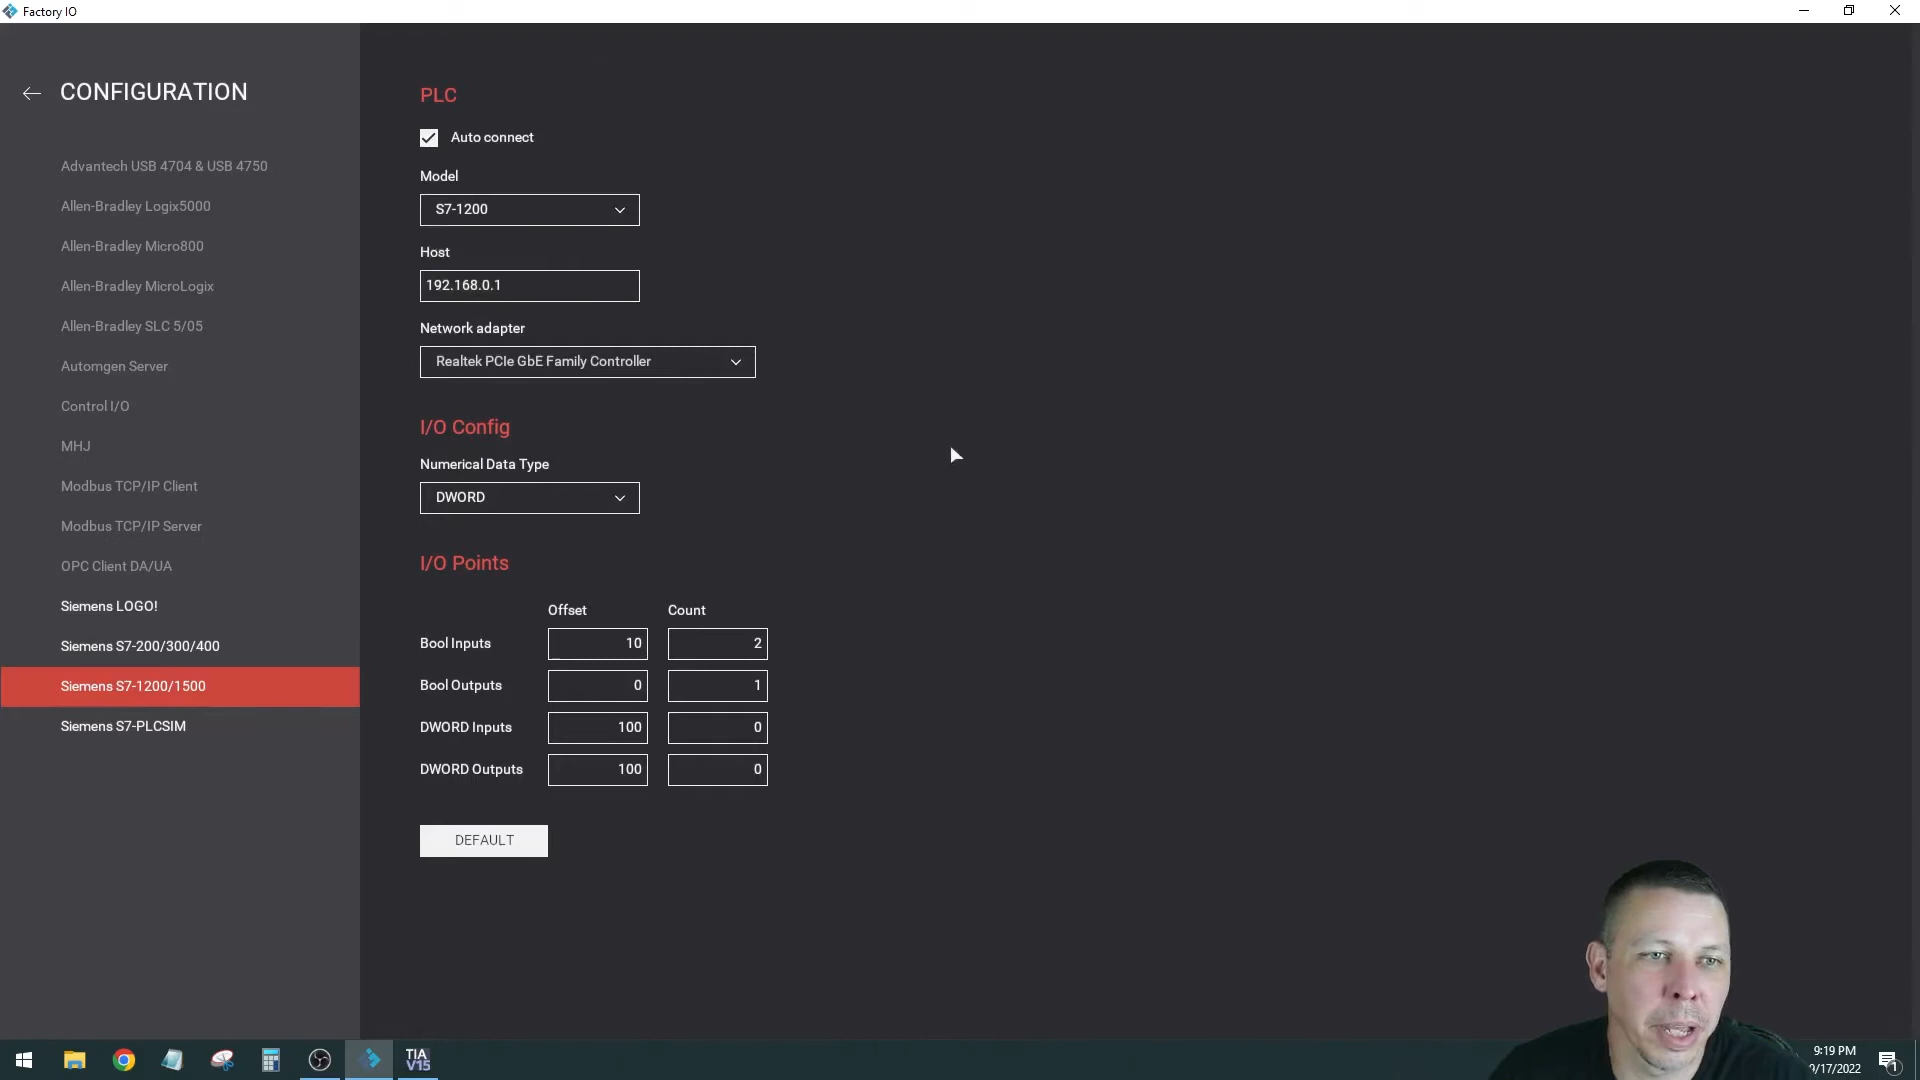 Factory IO
CONFIGURATION
Advantech USB 4704 & USB 4750
Allen-Bradley Logix5000
Allen-Bradley Micro800
Allen-Bradley MicroLogix
Allen-Bradley SLC 5/05
Automgen Server
Control I/O
MHJ
Modbus TCP/IP Client
Modbus TCP/IP Server
OPC Client DA/UA
Siemens LOGO!
Siemens S7-200/300/400
Siemens S7-1200/1500
Siemens S7-PLCSIM
PLC
Auto connect
Model
S7-1200
Host
192.168.0.1
Network adapter
Realtek PCIe GbE Family Controller
I/O Config
Numerical Data Type
DWORD
I/O Points
Offset Count
Bool Inputs 10 2
Bool Outputs 0 1
DWORD Inputs 100 0
DWORD Outputs 100 0
DEFAULT
TIA
V15
9:19 PM
9/17/2022
1